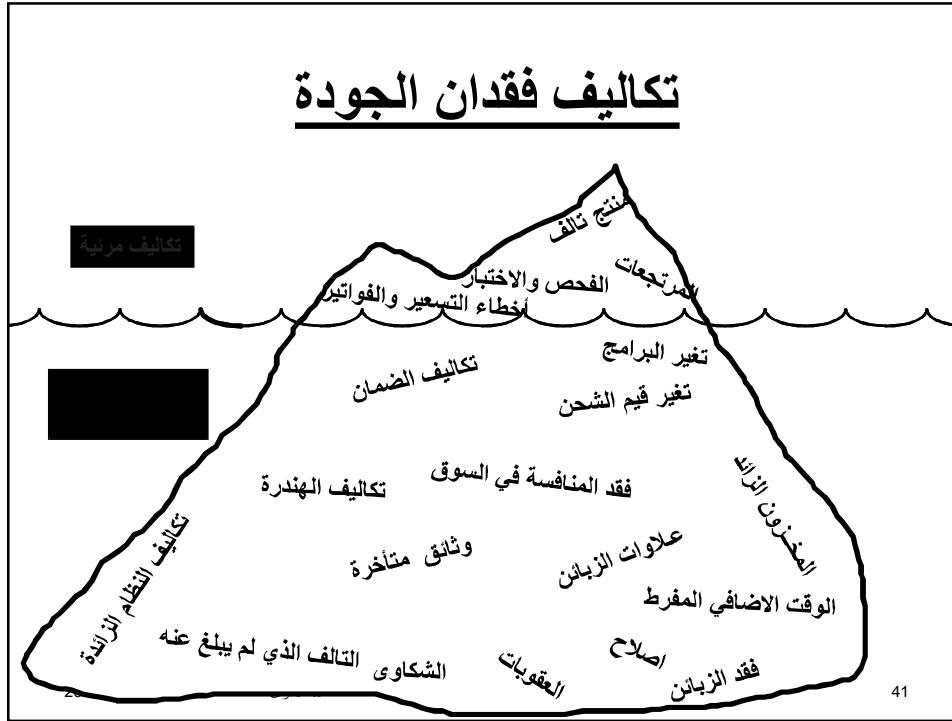 تكاليف فقدان الجودة
منتج تالف
تكاليف مرئية
المرتجعات
الفحص والاختبار
أخطاء التسعير والفواتير
تغير البرامج
تكاليف الضمان
تغير قيم الشحن
المخزون الزائد
فقد المنافسة في السوق
تكاليف الهندرة
علاوات الزبائن
وثائق متأخرة
تكاليف النظام الزائدة
الوقت الاضافي المفرط
اصلاح
التالف الذي لم يبلغ عنه
الشكاوى
العقوبات
فقد الزبائن
41